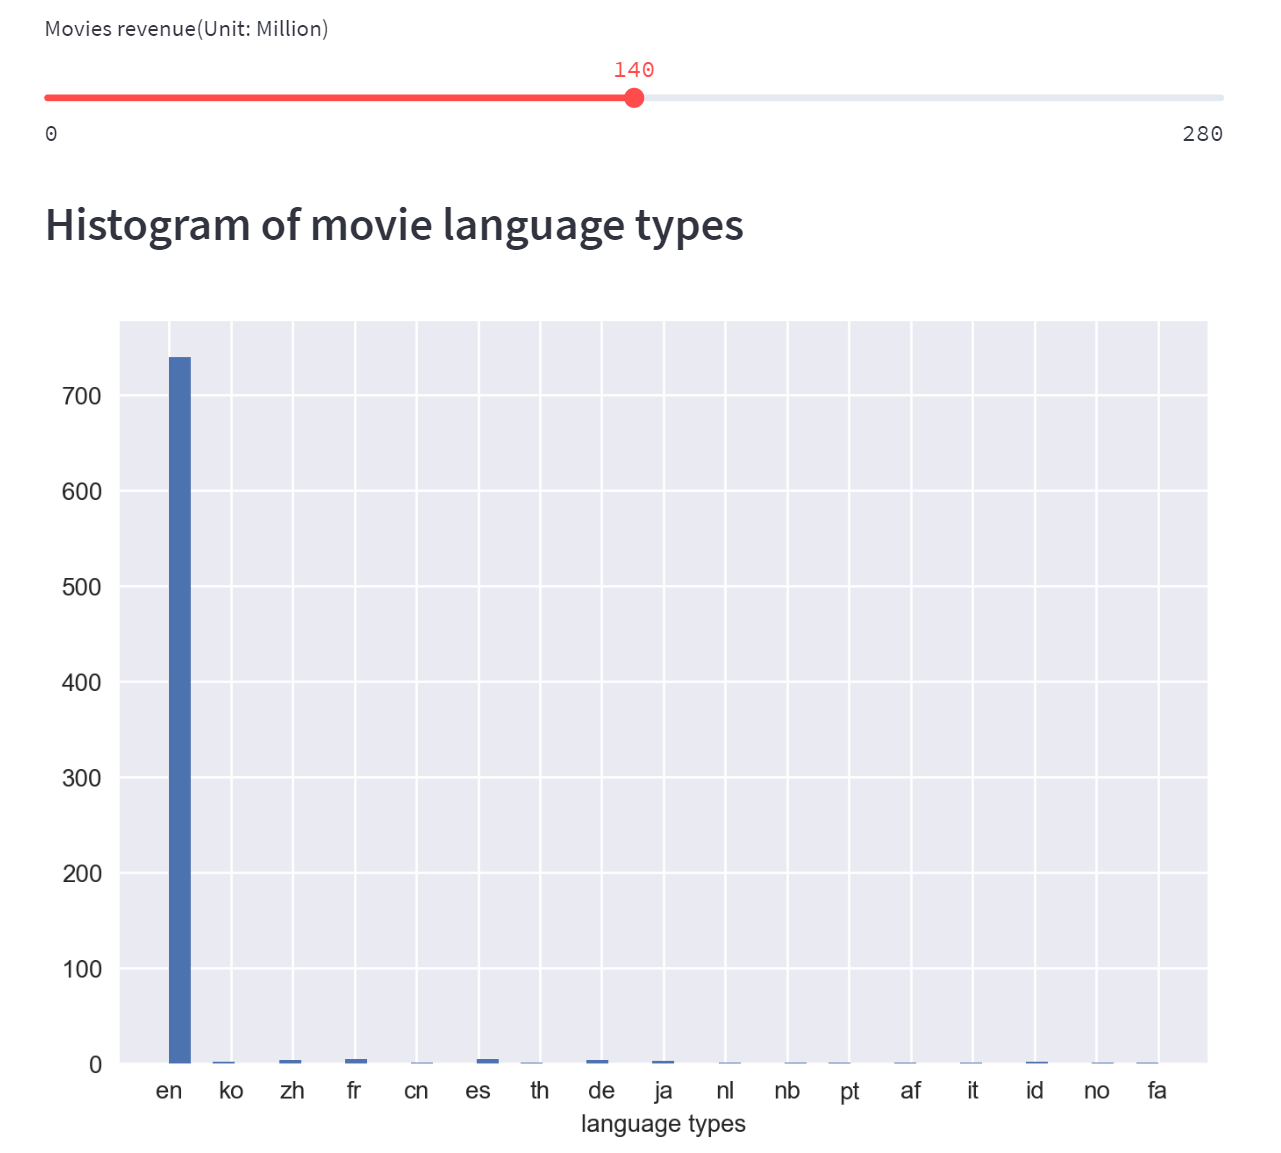 Movies revenue(Unit: Million)
140
0 280
Histogram of movie language types
700
600
500
400
300
200
100
0
en ko zh fr cn es th de ja nl nb pt af it id no fa
language types